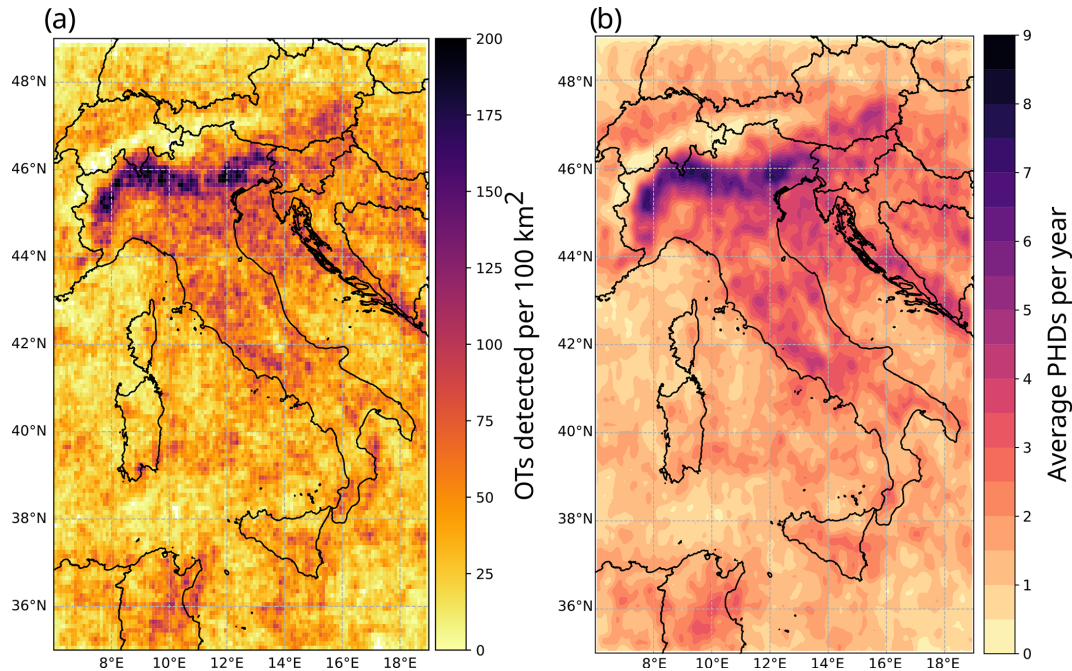 (a)
(b)
48°N
46°N
44°N
42°N
40°N
38°N
36°N
8°E 10°E 12°E 14°E 16°E 18°E
200
175
150
125
100
75
50
25
0
OTs detected per 100 km2
48°N
46°N
44°N
42°N
40°N
38°N
36°N
8°E 10°E 12°E 14°E 16°E 18°E
9
8
7
6
5
4
3
2
1
0
Average PHDs per year